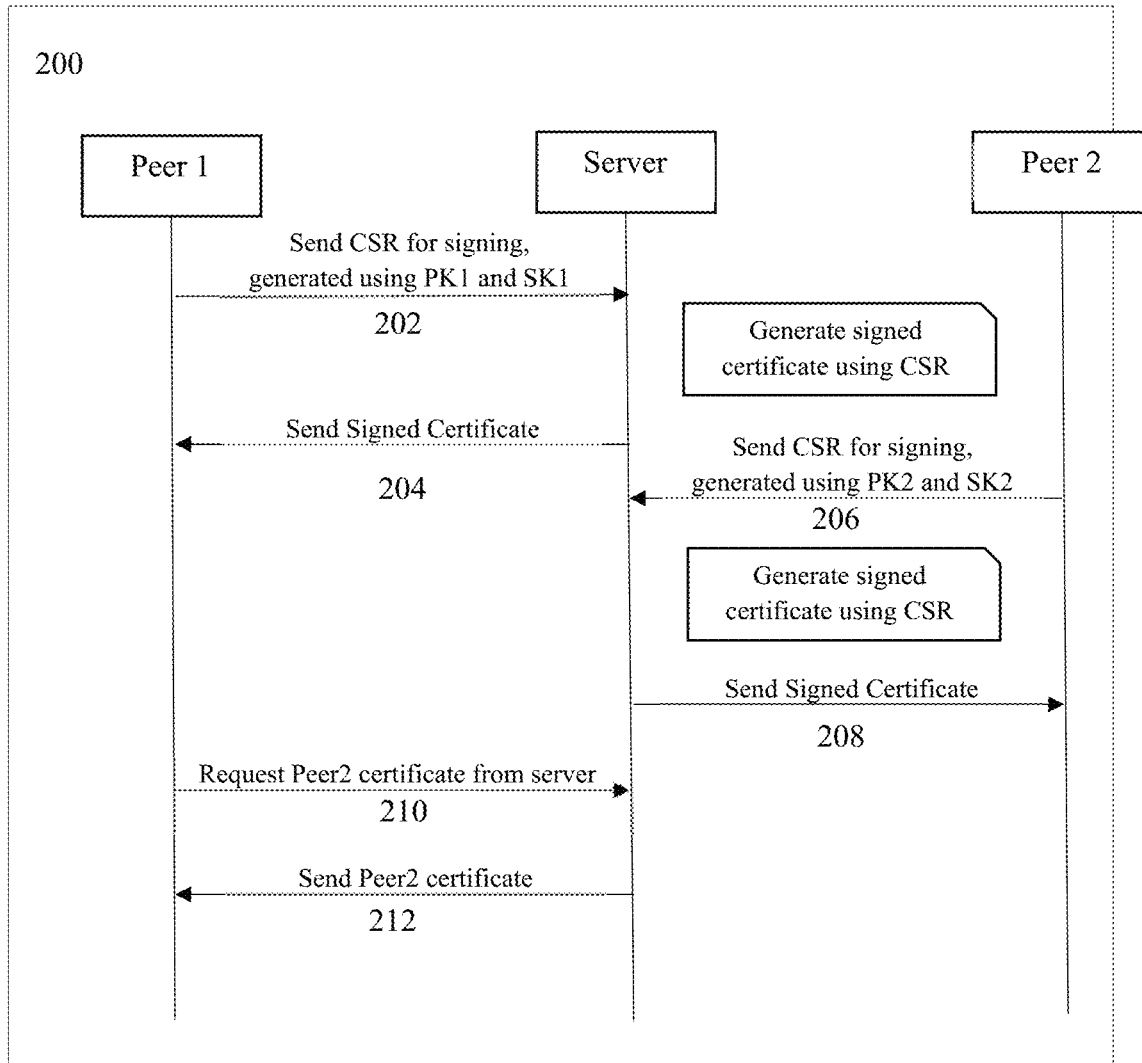 200
Peer 1
Server
Peer 2
Send CSR for signing,
generated using PK1 and SK1
202
Generate signed
certificate using CSR
Send Signed Certificate
204
Send CSR for signing,
generated using PK2 and SK2
206
Generate signed
certificate using CSR
Send Signed Certificate
208
Request Peer2 certificate from server
210
Send Peer2 certificate
212